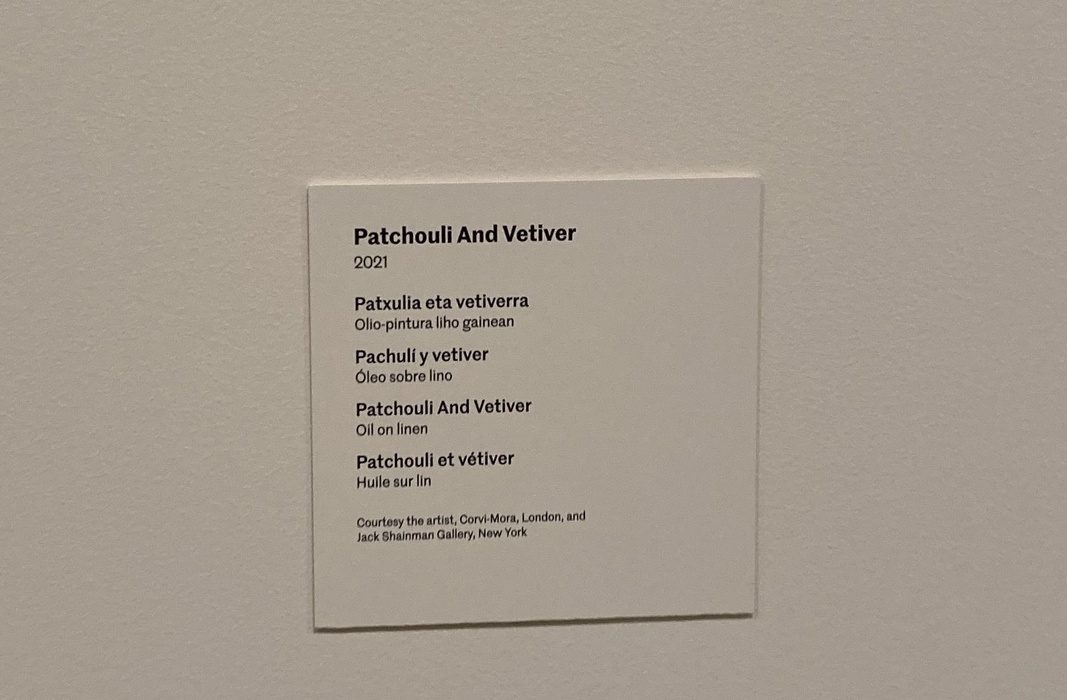 Patchouli And Vetiver
2021
Patxulia eta vetiverra
Olio-pintura liho gainean
Pachulí y vetiver
Óleo sobre lino
Patchouli And Vetiver
Oil on linen
Patchouli et vétiver
Huile sur lin
Courtesy the artist, Corvi-Mora, London, and
Jack Shainman Gallery, New York